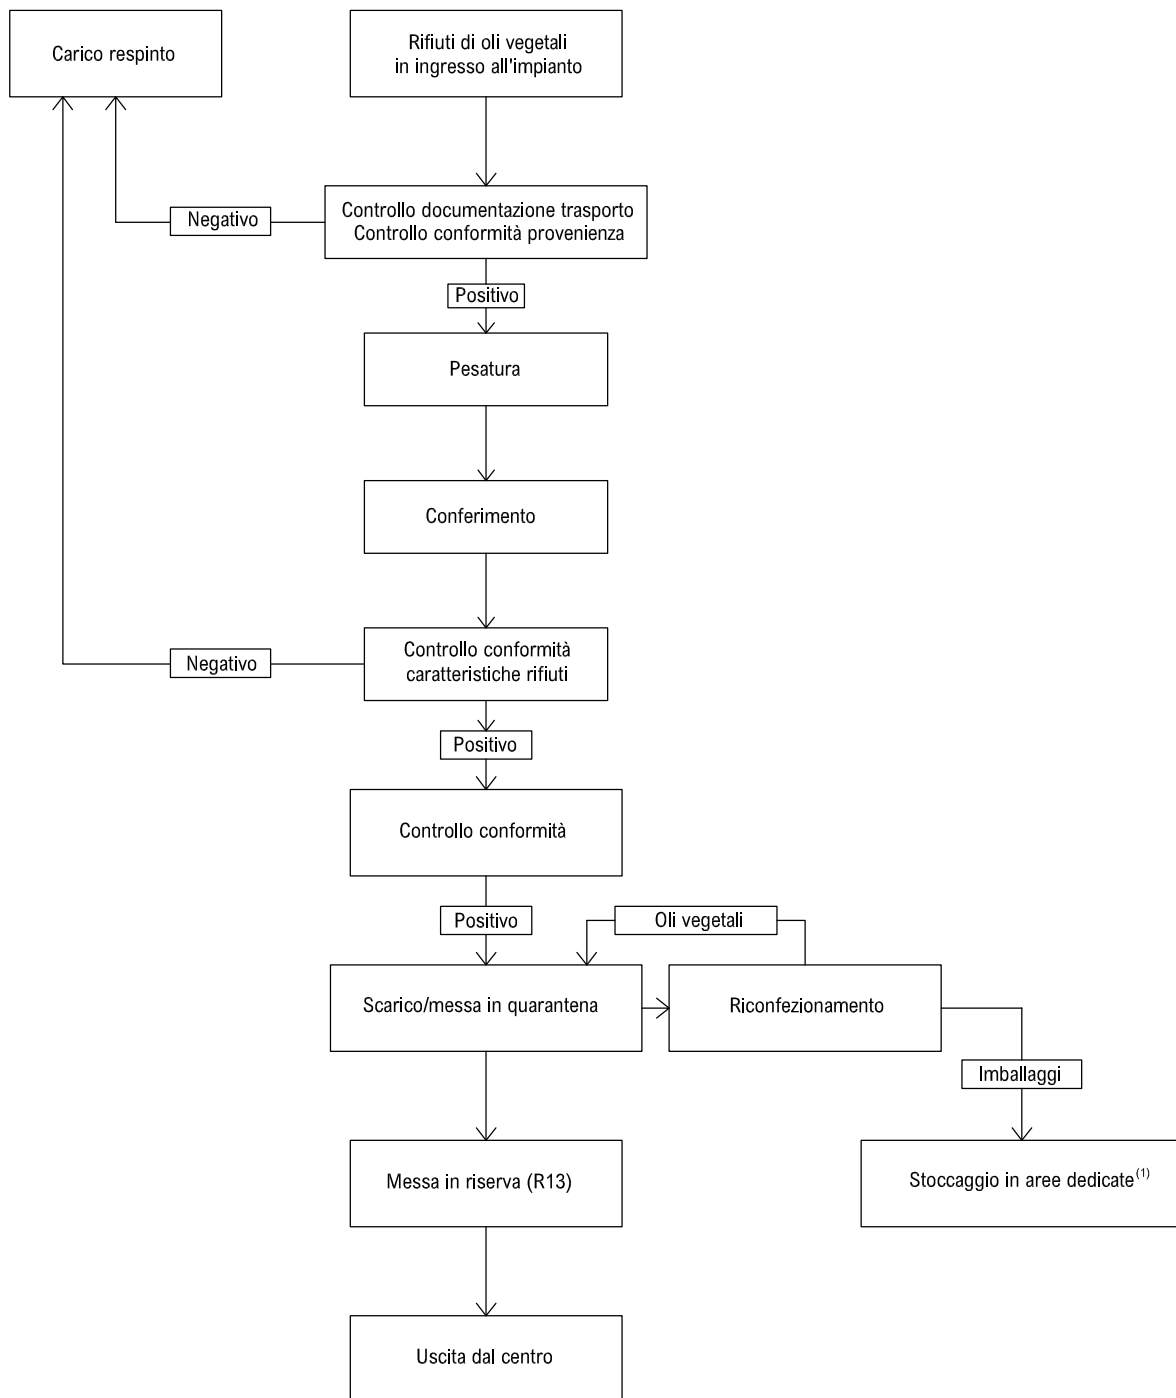 Carico respinto
Rifiuti di oli vegetali
in ingresso all'impianto
Negativo
Controllo documentazione trasporto
Controllo conformità provenienza
Positivo
Pesatura
Conferimento
Negativo
Controllo conformità
caratteristiche rifiuti
Positivo
Controllo conformità
Positivo
Oli vegetali
Scarico/messa in quarantena
Riconfezionamento
Imballaggi
Messa in riserva (R13)
Stoccaggio in aree dedicate(1)
Uscita dal centro